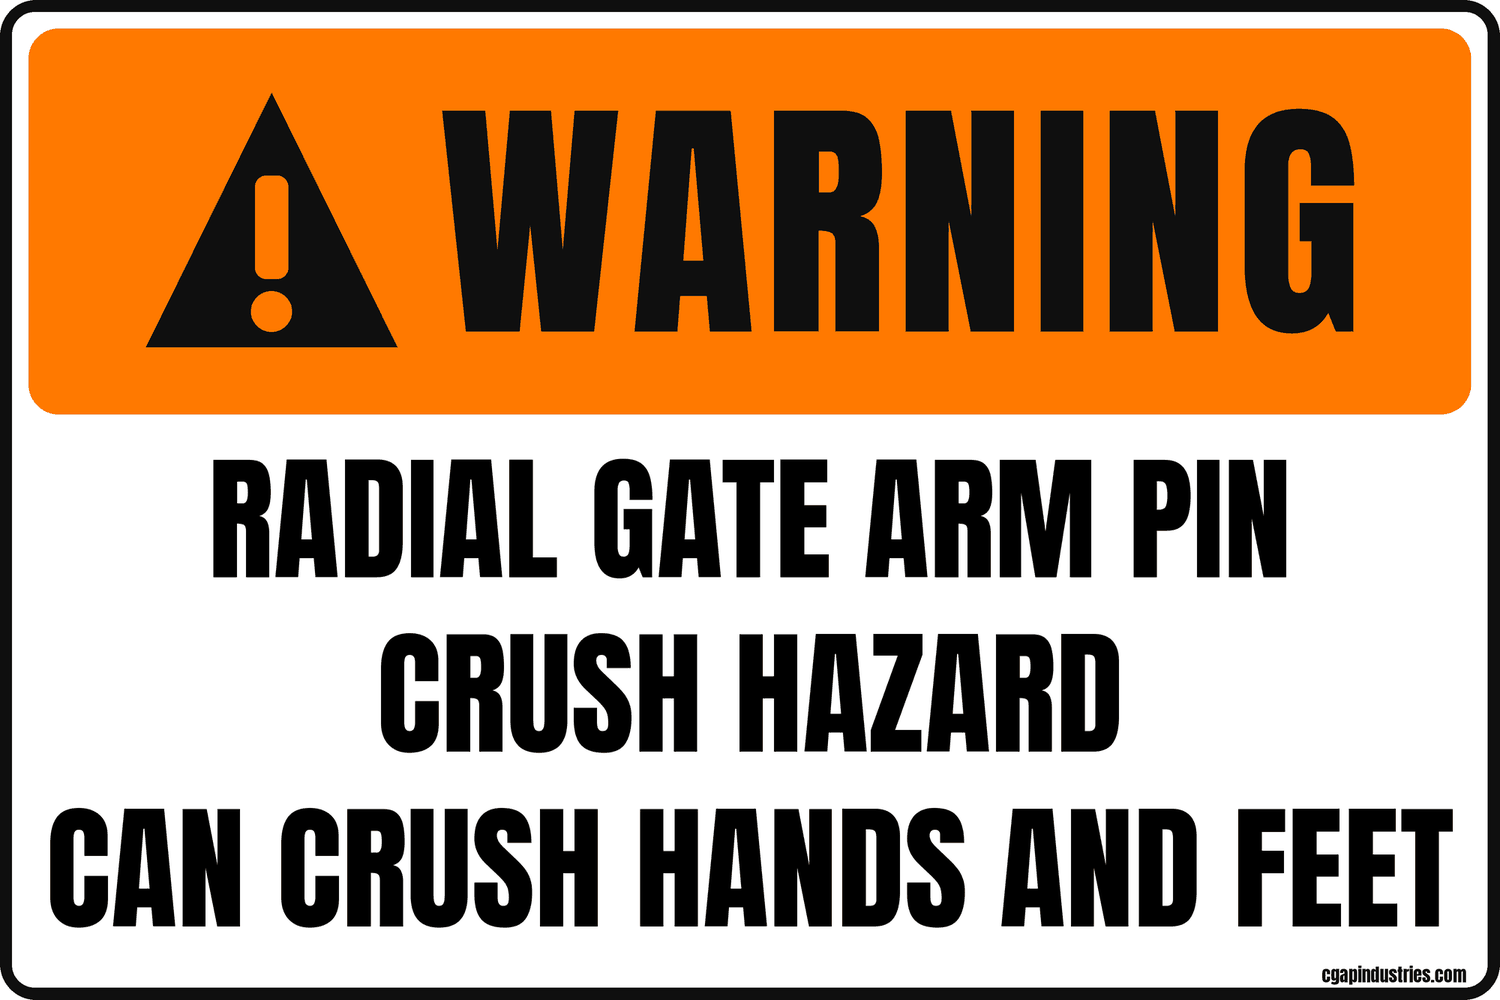 WARNING
RADIAL GATE ARM PIN
CRUSH HAZARD
CAN CRUSH HANDS AND FEET
cgapindustries.com